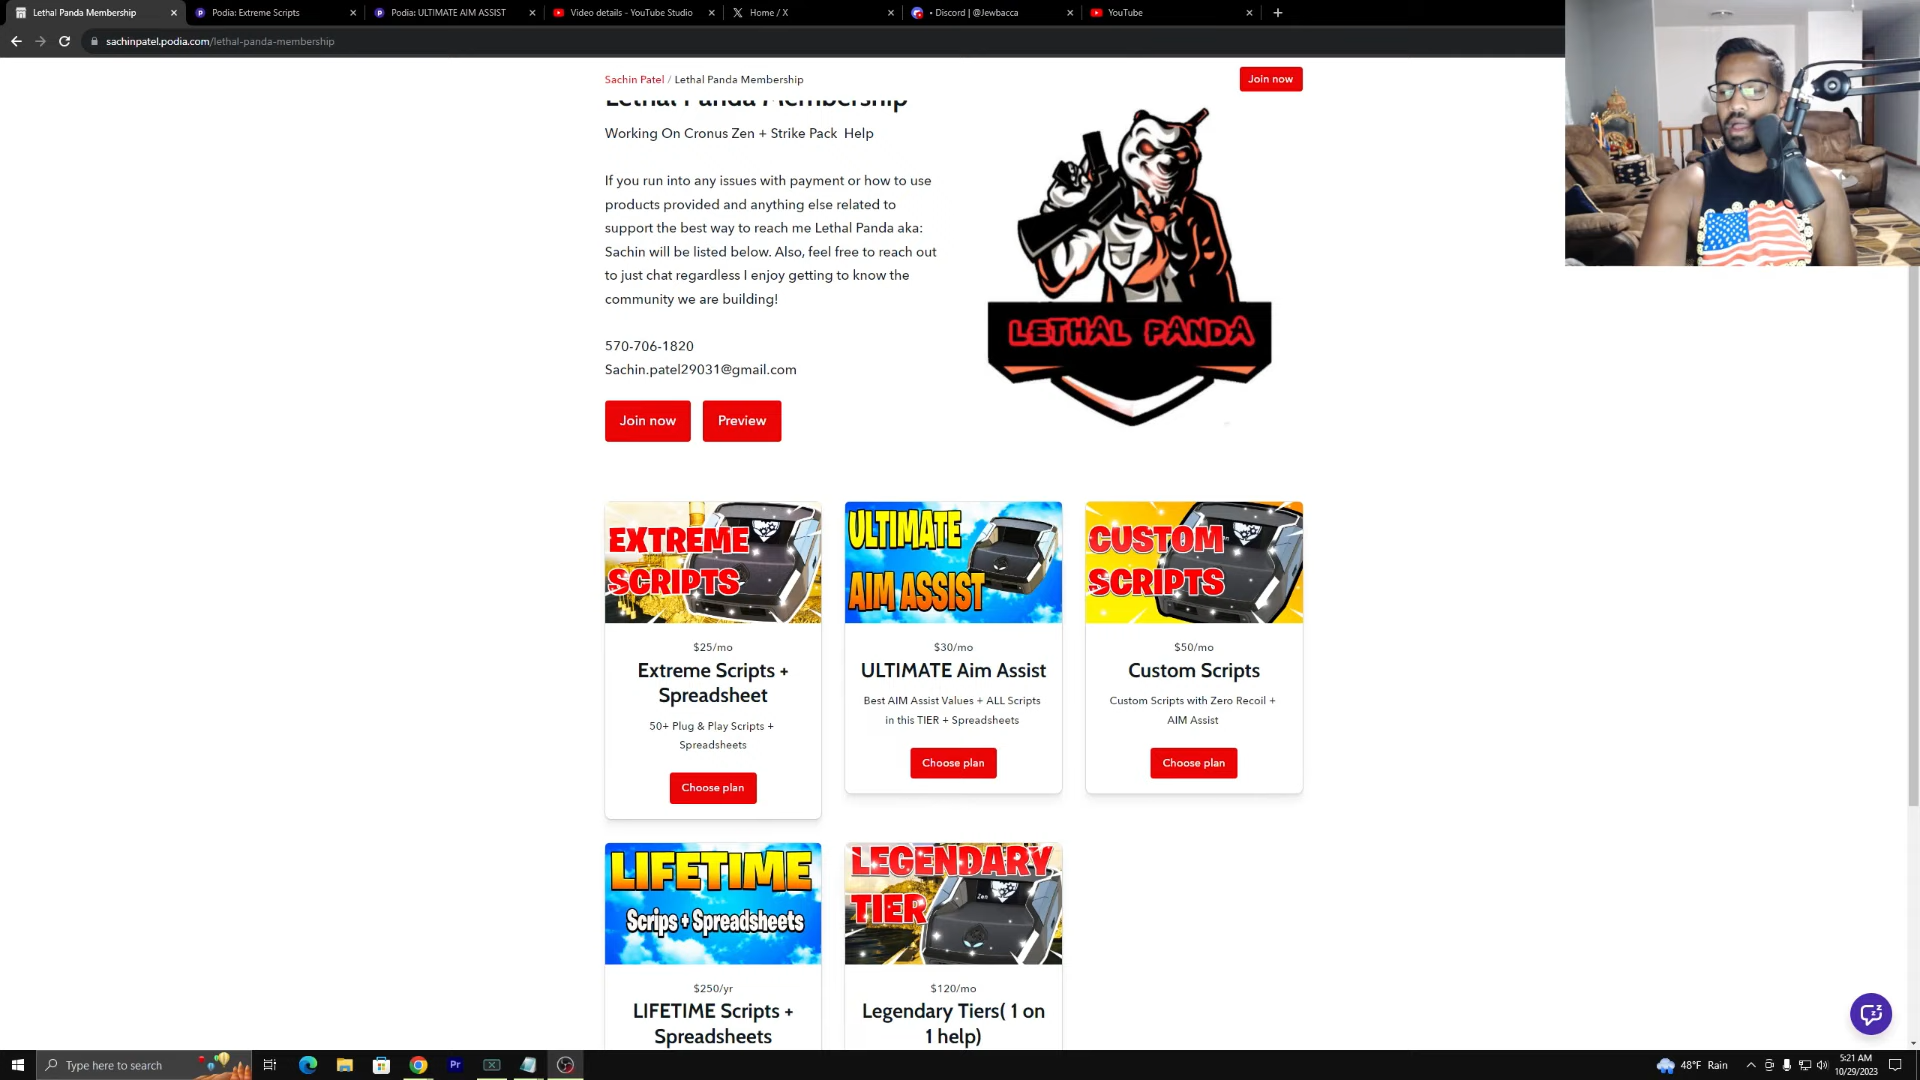 Lethal Panda Membership
Podia: Extreme Scripts
Podia: ULTIMATE AIM ASSIST
Video details - YouTube Studio
Home / X
• Discord | @Jewbacca
YouTube
sachinpatel.podia.com/lethal-panda-membership
Sachin Patel / Lethal Panda Membership
Join now
Lethal Panda Membership
Working On Cronus Zen + Strike Pack Help
If you run into any issues with payment or how to use
products provided and anything else related to
support the best way to reach me Lethal Panda aka:
Sachin will be listed below. Also, feel free to reach out
to just chat regardless I enjoy getting to know the
community we are building!
570-706-1820
Sachin.patel29031@gmail.com
Join now
Preview
LETHAL PANDA
EXTREME
SCRIPTS
$25/mo
Extreme Scripts +
Spreadsheet
50+ Plug & Play Scripts +
Spreadsheets
Choose plan
ULTIMATE
AIM ASSIST
$30/mo
ULTIMATE Aim Assist
Best AIM Assist Values + ALL Scripts
in this TIER + Spreadsheets
Choose plan
CUSTOM
SCRIPTS
$50/mo
Custom Scripts
Custom Scripts with Zero Recoil +
AIM Assist
Choose plan
LIFETIME
Scrips + Spreadsheets
$250/yr
LIFETIME Scripts +
Spreadsheets
LEGENDARY
TIER
Zen
$120/mo
Legendary Tiers( 1 on
1 help)
Type here to search
Pr
48°F Rain
5:21 AM
10/29/2023